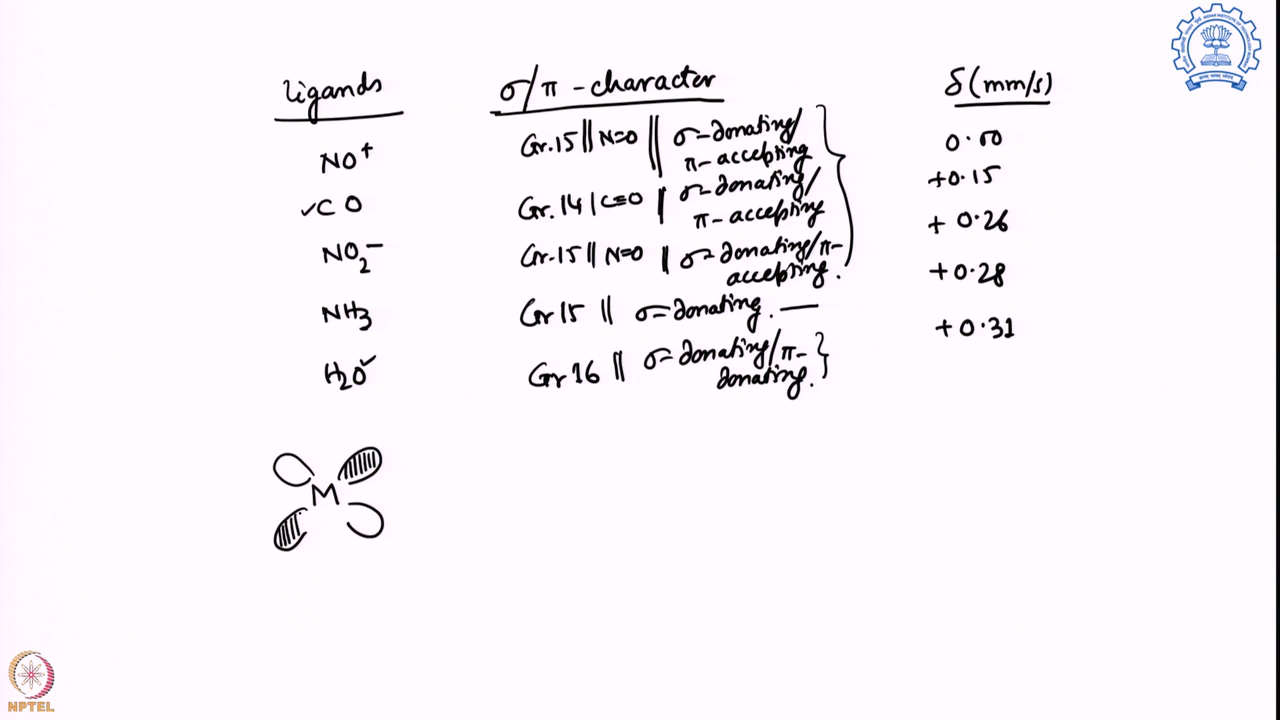 ligands σ/π - character δ (mm/s)
NO⁺ Gr.15 || N=O || σ-donating/ π-accepting 0.00
✓CO Gr.14 | C≡O | σ-donating/ π-accepting +0.15
NO₂⁻ Gr.15 || N=O || σ-donating/π-accepting. +0.26
NH₃ Gr 15 || σ-donating. — +0.28
H₂O✓ Gr 16 || σ-donating/π-donating. +0.31
M
NPTEL